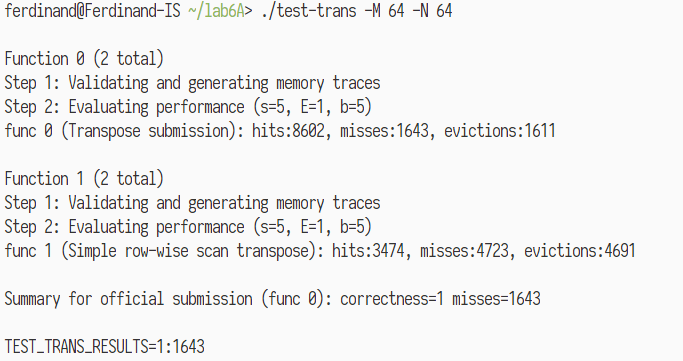 ferdinand@Ferdinand-IS ~/lab6A> ./test-trans -M 64 -N 64
Function 0 (2 total)
Step 1: Validating and generating memory traces
Step 2: Evaluating performance (s=5, E=1, b=5)
func 0 (Transpose submission): hits:8602, misses:1643, evictions:1611
Function 1 (2 total)
Step 1: Validating and generating memory traces
Step 2: Evaluating performance (s=5, E=1, b=5)
func 1 (Simple row-wise scan transpose): hits:3474, misses:4723, evictions:4691
Summary for official submission (func 0): correctness=1 misses=1643
TEST_TRANS_RESULTS=1:1643